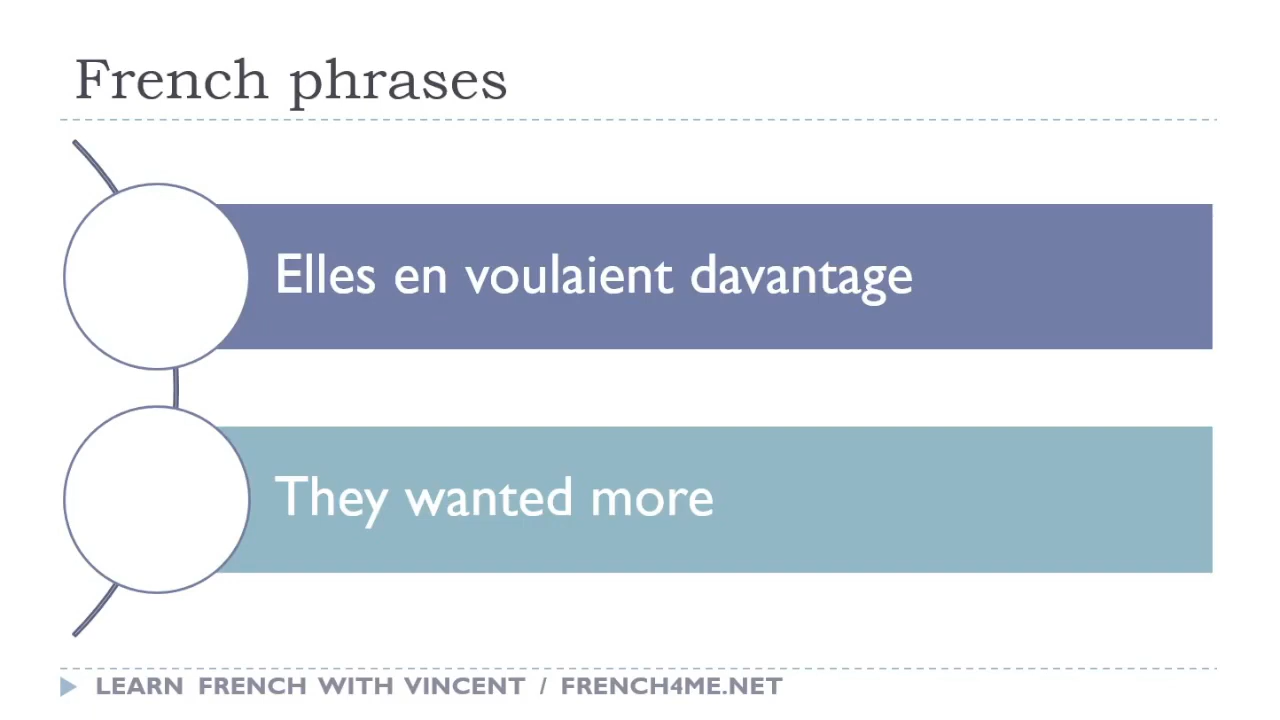 French phrases
Elles en voulaient davantage
They wanted more
LEARN FRENCH WITH VINCENT / FRENCH4ME.NET